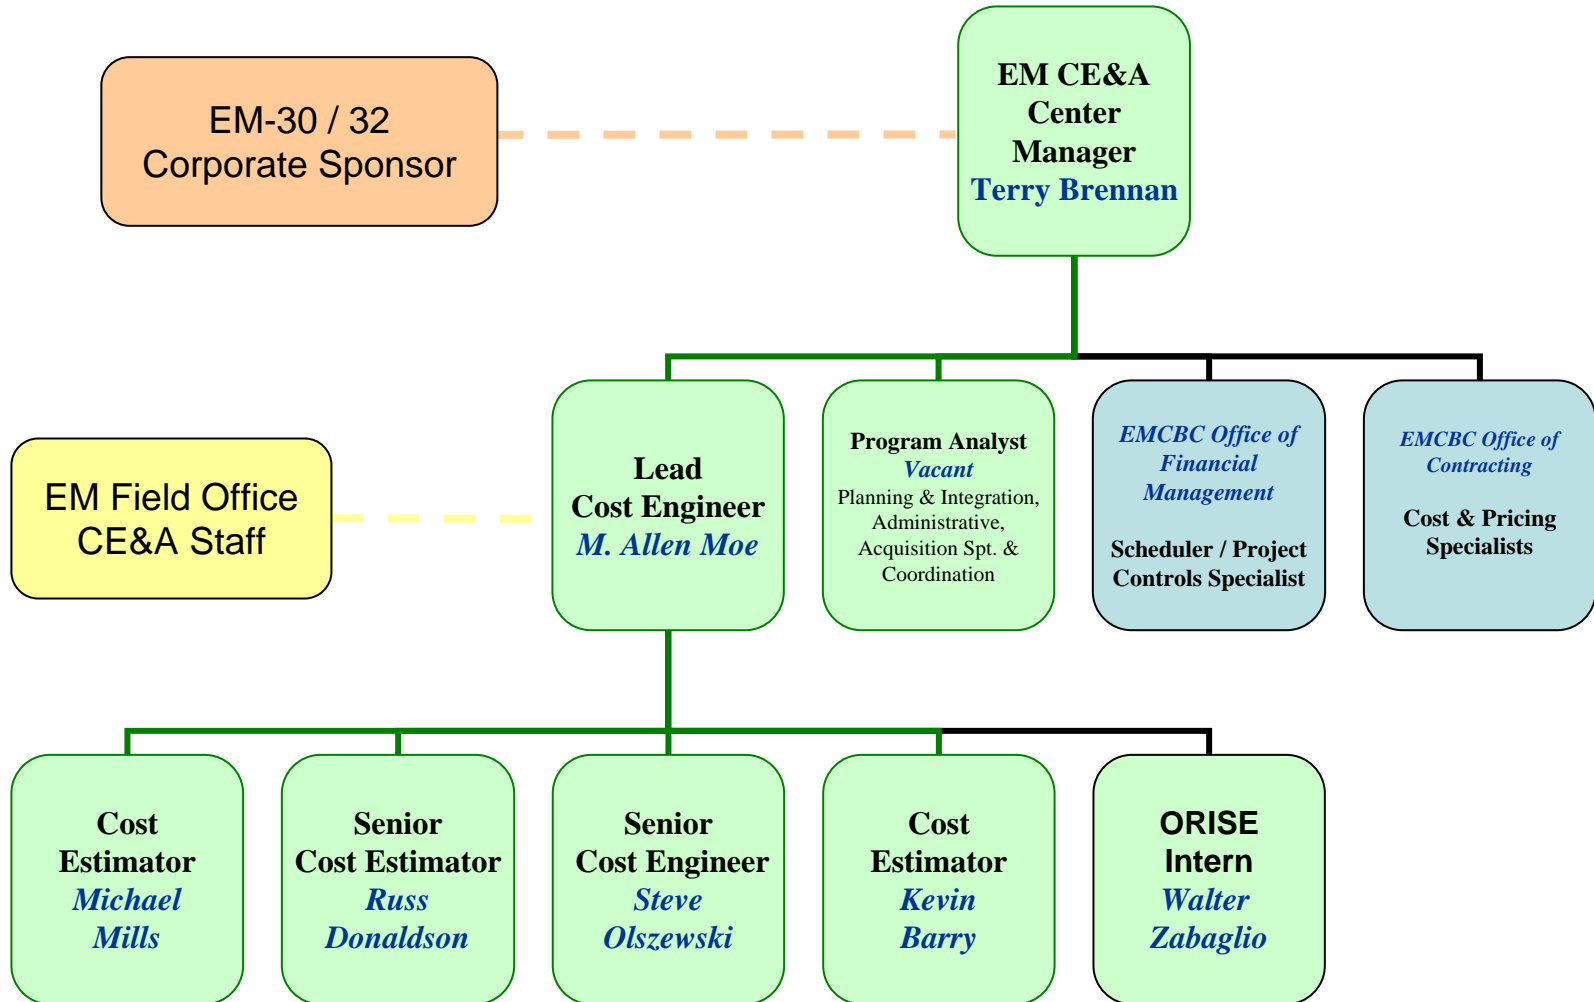 EM-30 / 32
Corporate Sponsor
EM CE&A
Center
Manager
Terry Brennan
EM Field Office
CE&A Staff
Lead
Cost Engineer
M. Allen Moe
Program Analyst
Vacant
Planning & Integration,
Administrative,
Acquisition Spt. &
Coordination
EMCBC Office of
Financial
Management
Scheduler / Project
Controls Specialist
EMCBC Office of
Contracting
Cost & Pricing
Specialists
Cost
Estimator
Michael
Mills
Senior
Cost Estimator
Russ
Donaldson
Senior
Cost Engineer
Steve
Olszewski
Cost
Estimator
Kevin
Barry
ORISE
Intern
Walter
Zabaglio